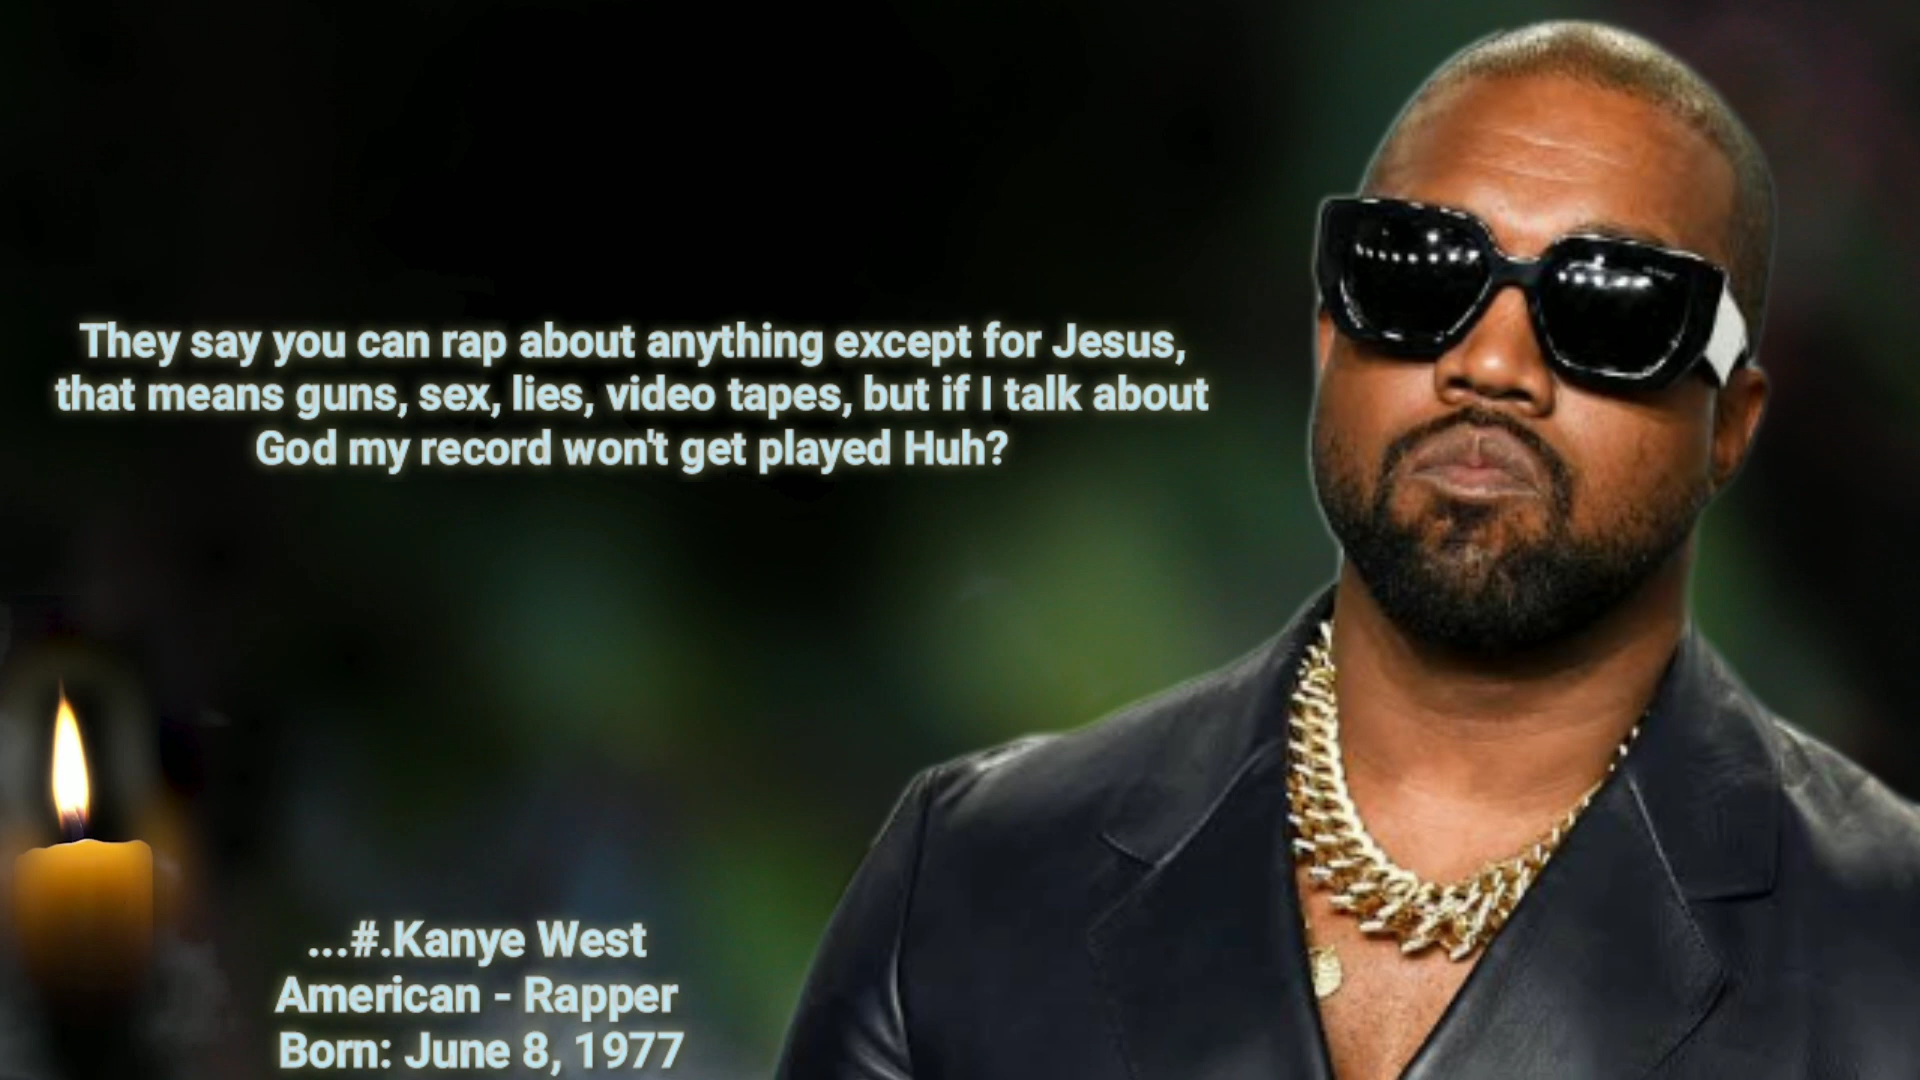 They say you can rap about anything except for Jesus,
that means guns, sex, lies, video tapes, but if I talk about
God my record won't get played Huh?
...#.Kanye West
American - Rapper
Born: June 8, 1977